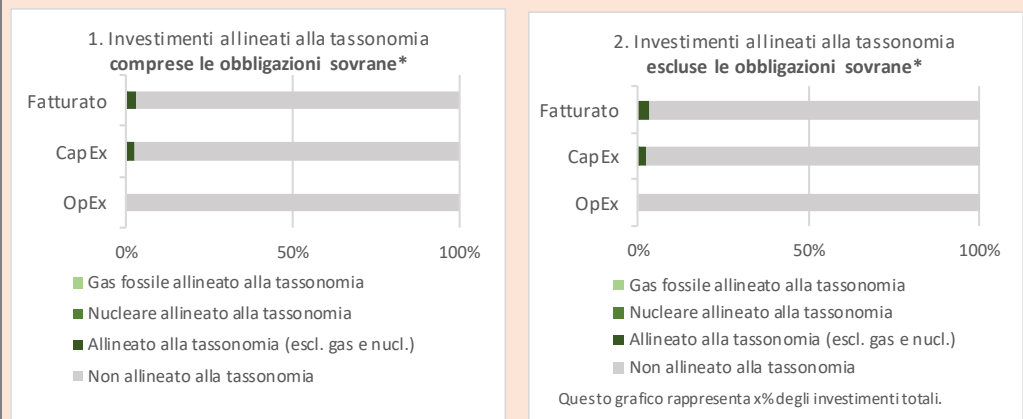 1. Investimenti allineati alla tassonomia
comprese le obbligazioni sovrane*
Fatturato
CapEx
OpEx
0%
50%
100%
Gas fossile allineato alla tassonomia
Nucleare allineato alla tassonomia
Allineato alla tassonomia (escl. gas e nucl.)
Non allineato alla tassonomia
2. Investimenti allineati alla tassonomia
escluse le obbligazioni sovrane*
Fatturato
CapEx
OpEx
0%
50%
100%
Gas fossile allineato alla tassonomia
Nucleare allineato alla tassonomia
Allineato alla tassonomia (escl. gas e nucl.)
Non allineato alla tassonomia
Questo grafico rappresenta x% degli investimenti totali.